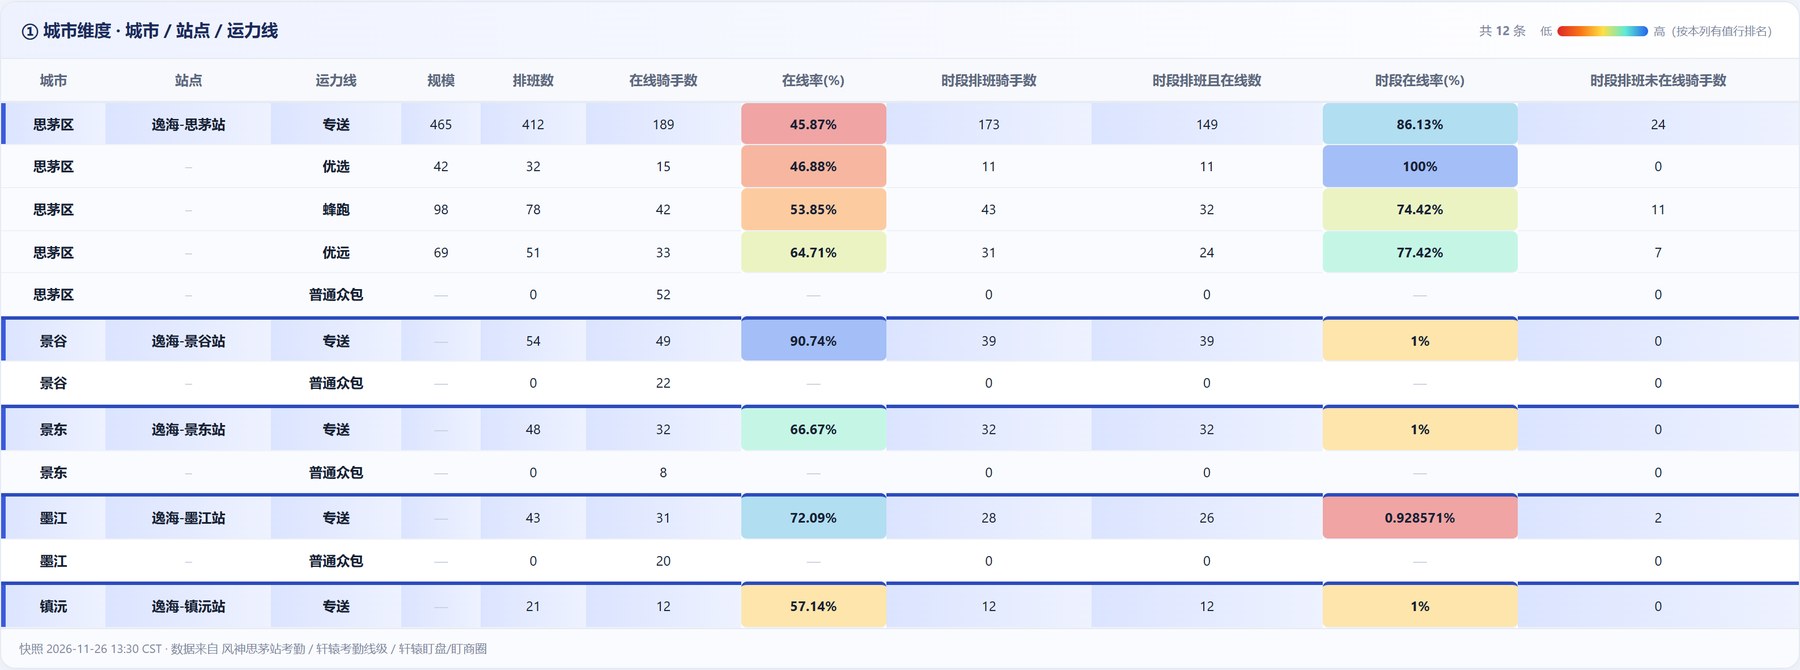 ① 城市维度 · 城市 / 站点 / 运力线
共 12 条 低 高 (按本列有值行排名)
城市 站点 运力线 规模 排班数 在线骑手数 在线率(%) 时段排班骑手数 时段排班且在线数 时段在线率(%) 时段排班未在线骑手数
思茅区 逸海-思茅站 专送 465 412 189 45.87% 173 149 86.13% 24
思茅区 – 优选 42 32 15 46.88% 11 11 100% 0
思茅区 – 蜂跑 98 78 42 53.85% 43 32 74.42% 11
思茅区 – 优远 69 51 33 64.71% 31 24 77.42% 7
思茅区 – 普通众包 — 0 52 — 0 0 — 0
景谷 逸海-景谷站 专送 — 54 49 90.74% 39 39 1% 0
景谷 – 普通众包 — 0 22 — 0 0 — 0
景东 逸海-景东站 专送 — 48 32 66.67% 32 32 1% 0
景东 – 普通众包 — 0 8 — 0 0 — 0
墨江 逸海-墨江站 专送 — 43 31 72.09% 28 26 0.928571% 2
墨江 – 普通众包 — 0 20 — 0 0 — 0
镇沅 逸海-镇沅站 专送 — 21 12 57.14% 12 12 1% 0
快照 2026-11-26 13:30 CST · 数据来自 风神思茅站考勤 / 轩辕考勤线级 / 轩辕盯盘/盯商圈